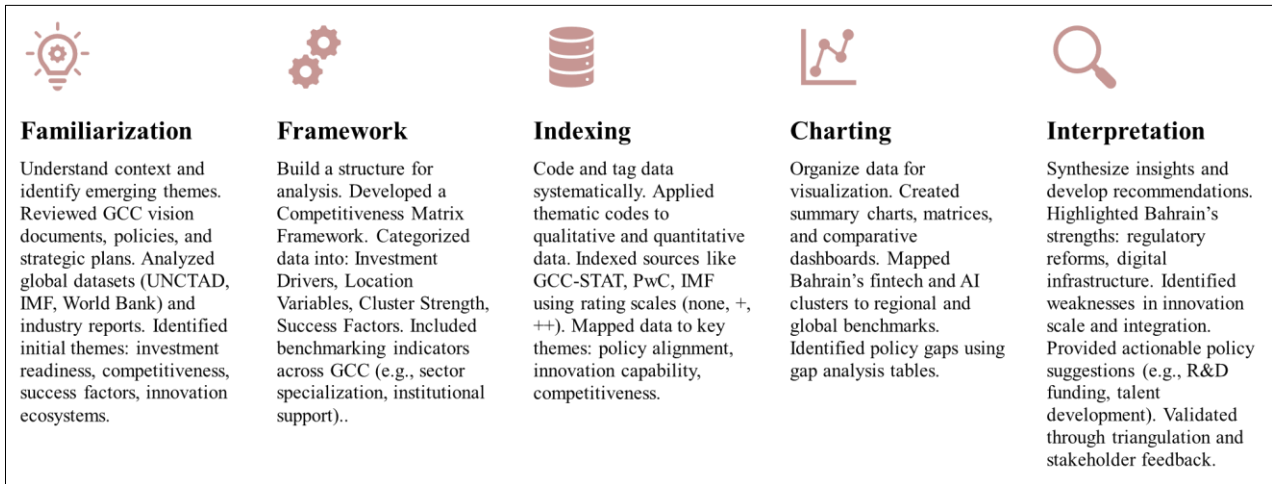 Familiarization
Understand context and
identify emerging themes.
Reviewed GCC vision
documents, policies, and
strategic plans. Analyzed
global datasets (UNCTAD,
IMF, World Bank) and
industry reports. Identified
initial themes: investment
readiness, competitiveness,
success factors, innovation
ecosystems.
Framework
Build a structure for
analysis. Developed a
Competitiveness Matrix
Framework. Categorized
data into: Investment
Drivers, Location
Variables, Cluster Strength,
Success Factors. Included
benchmarking indicators
across GCC (e.g., sector
specialization, institutional
support)..
Indexing
Code and tag data
systematically. Applied
thematic codes to
qualitative and quantitative
data. Indexed sources like
GCC-STAT, PwC, IMF
using rating scales (none, +,
++). Mapped data to key
themes: policy alignment,
innovation capability,
competitiveness.
Charting
Organize data for
visualization. Created
summary charts, matrices,
and comparative
dashboards. Mapped
Bahrain’s fintech and AI
clusters to regional and
global benchmarks.
Identified policy gaps using
gap analysis tables.
Interpretation
Synthesize insights and
develop recommendations.
Highlighted Bahrain’s
strengths: regulatory
reforms, digital
infrastructure. Identified
weaknesses in innovation
scale and integration.
Provided actionable policy
suggestions (e.g., R&D
funding, talent
development). Validated
through triangulation and
stakeholder feedback.